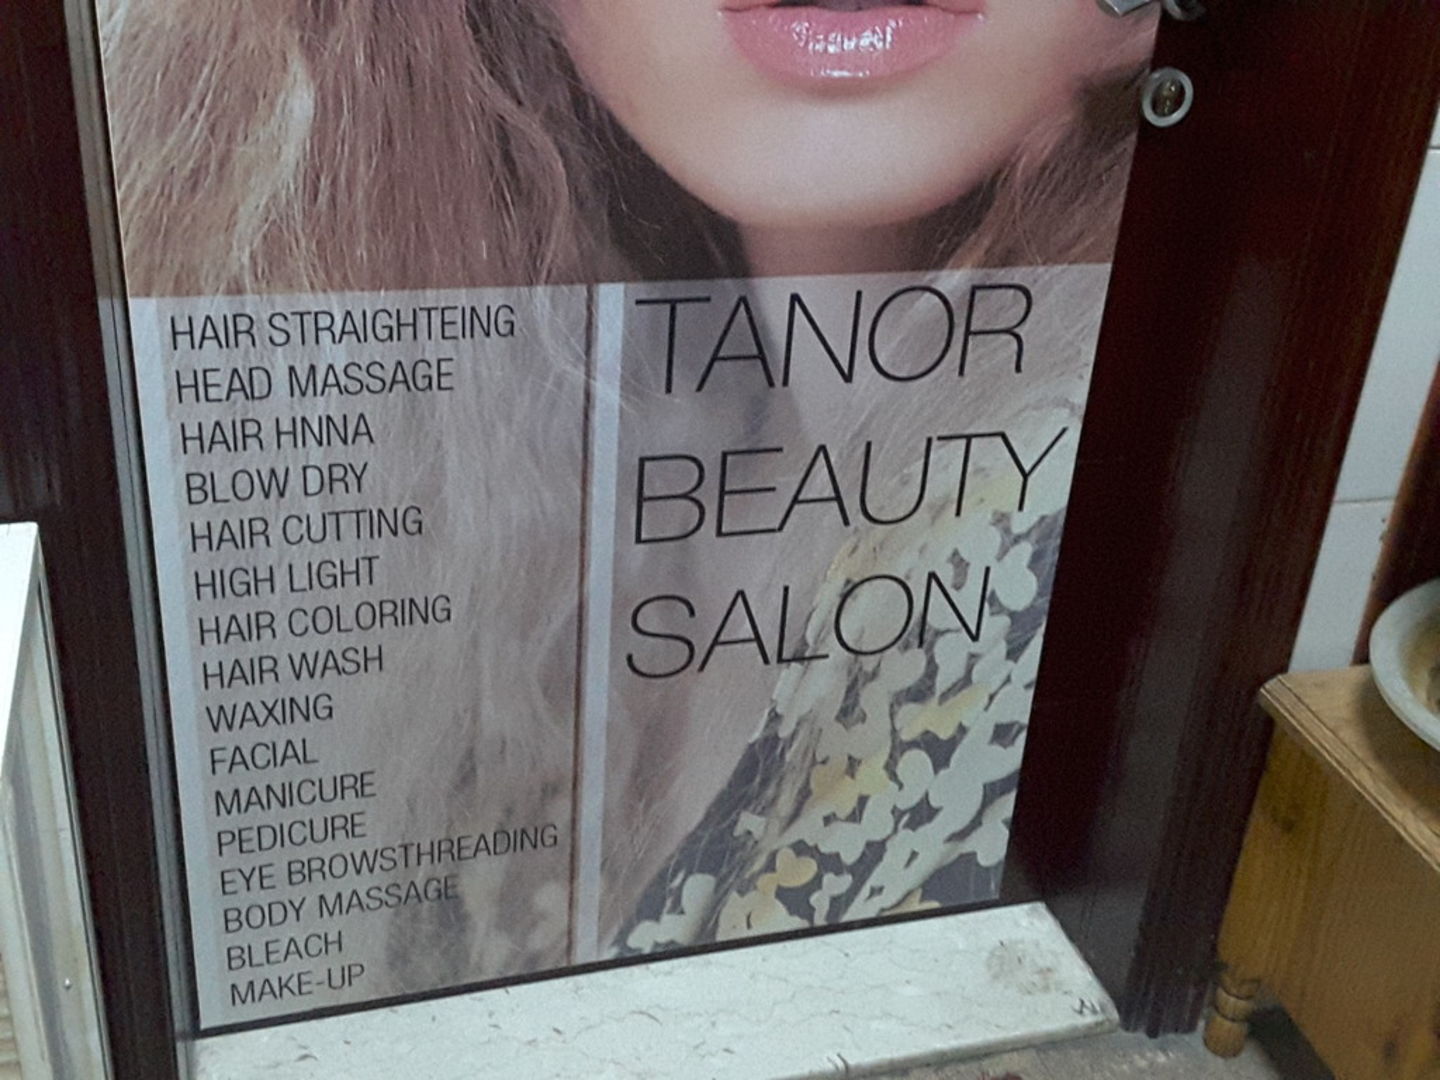 HAIR STRAIGHTEING
HEAD MASSAGE
HAIR HNNA
BLOW DRY
HAIR CUTTING
HIGH LIGHT
HAIR COLORING
HAIR WASH
WAXING
FACIAL
MANICURE
PEDICURE
EYE BROWSTHREADING
BODY MASSAGE
BLEACH
MAKE-UP
TANOR
BEAUTY
SALON